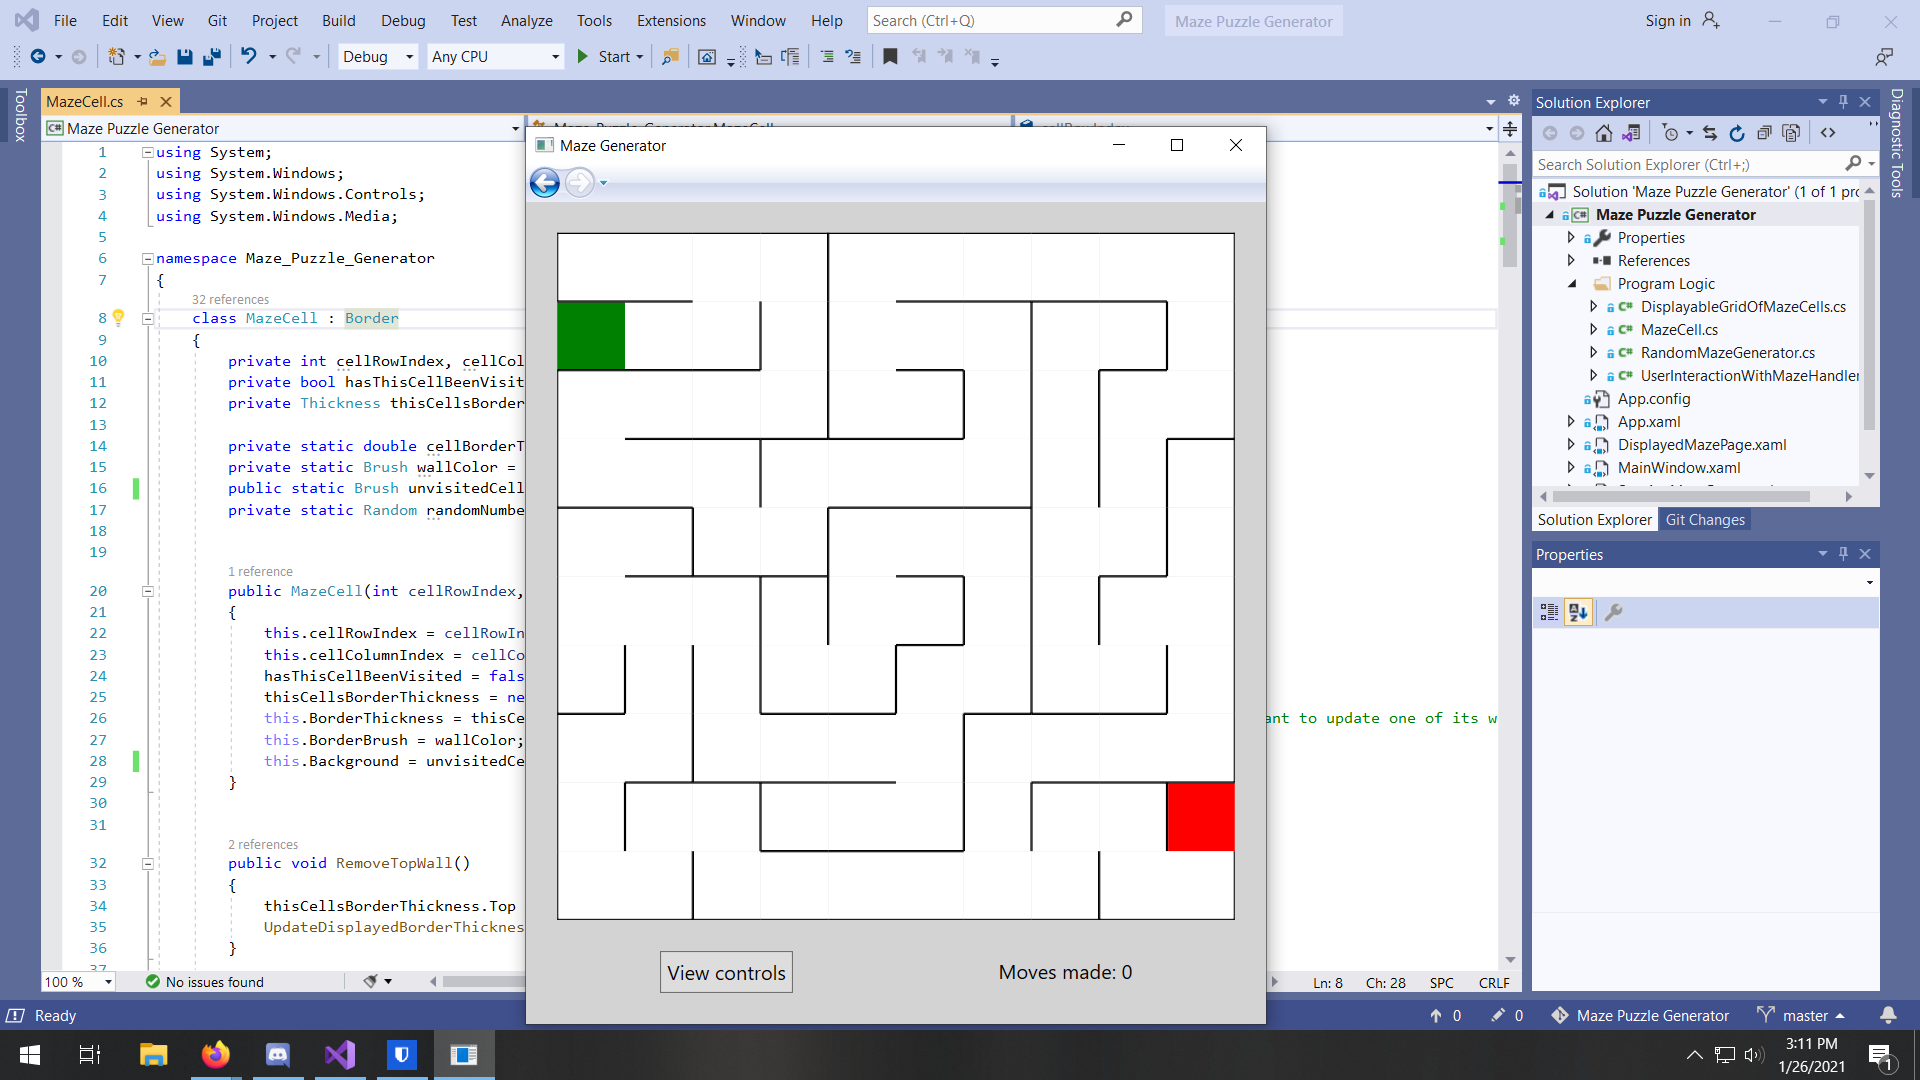 File Edit View Git Project Build Debug Test Analyze Tools Extensions Window Help Search (Ctrl+Q) Maze Puzzle Generator Sign in
Debug Any CPU Start
Toolbox
MazeCell.cs
Maze Puzzle Generator
1 using System;
2 using System.Windows;
3 using System.Windows.Controls;
4 using System.Windows.Media;
5
6 namespace Maze_Puzzle_Generator
7 {
32 references
8 class MazeCell : Border
9 {
10 private int cellRowIndex, cellCol
11 private bool hasThisCellBeenVisit
12 private Thickness thisCellsBorder
13
14 private static double cellBorderT
15 private static Brush wallColor =
16 public static Brush unvisitedCell
17 private static Random randomNumbe
18
19
1 reference
20 public MazeCell(int cellRowIndex,
21 {
22 this.cellRowIndex = cellRowIn
23 this.cellColumnIndex = cellCo
24 hasThisCellBeenVisited = fals
25 thisCellsBorderThickness = ne
26 this.BorderThickness = thisCe
27 this.BorderBrush = wallColor;
28 this.Background = unvisitedCe
29 }
30
31
2 references
32 public void RemoveTopWall()
33 {
34 thisCellsBorderThickness.Top
35 UpdateDisplayedBorderThicknes
36 }
37
ant to update one of its w
100 % No issues found Ln: 8 Ch: 28 SPC CRLF
Maze Generator
View controls Moves made: 0
Solution Explorer
Search Solution Explorer (Ctrl+;)
Solution 'Maze Puzzle Generator' (1 of 1 pro
Maze Puzzle Generator
Properties
References
Program Logic
DisplayableGridOfMazeCells.cs
MazeCell.cs
RandomMazeGenerator.cs
UserInteractionWithMazeHandler
App.config
App.xaml
DisplayedMazePage.xaml
MainWindow.xaml
Solution Explorer Git Changes
Properties
Diagnostic Tools
Ready 0 0 Maze Puzzle Generator master
3:11 PM
1/26/2021
1